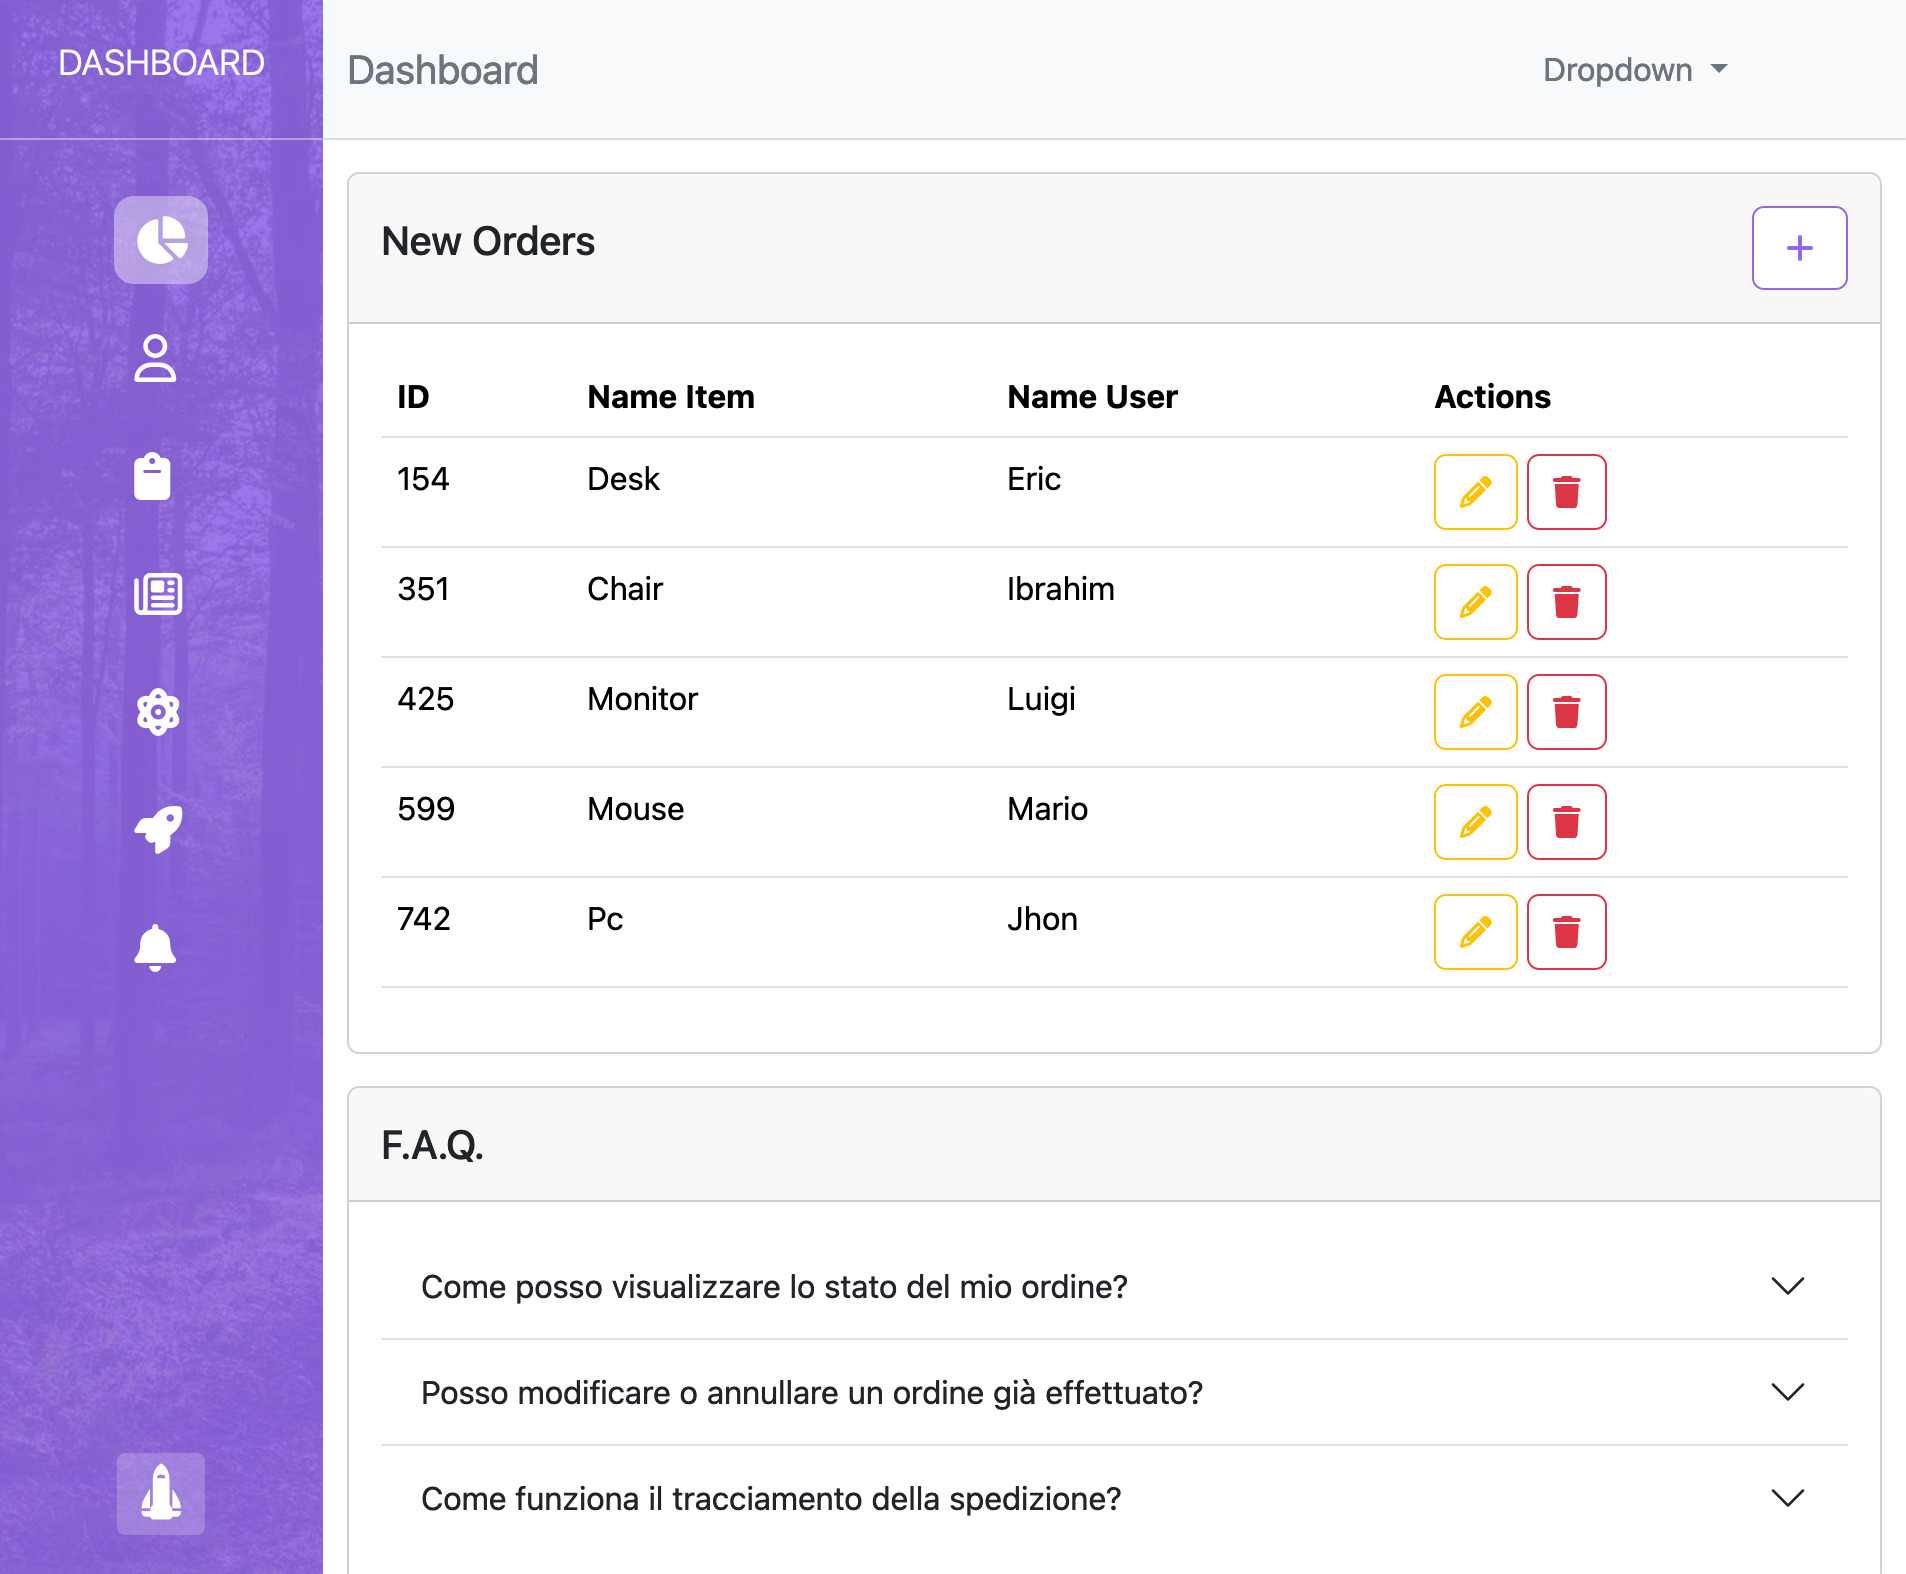 DASHBOARD
Dashboard
Dropdown
New Orders
ID Name Item Name User Actions
154 Desk Eric
351 Chair Ibrahim
425 Monitor Luigi
599 Mouse Mario
742 Pc Jhon
F.A.Q.
Come posso visualizzare lo stato del mio ordine?
Posso modificare o annullare un ordine già effettuato?
Come funziona il tracciamento della spedizione?